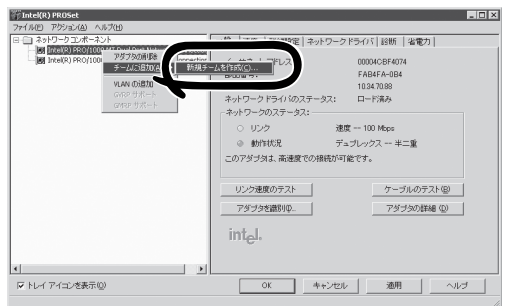 Intel(R) PROSet
ファイル(F) アクション(A) ヘルプ(H)
ネットワークコンポーネント
Intel(R) PRO/1000 MT Dual Port Netw
Intel(R) PRO/100
アダプタの削除
チームに追加(A)
新規チームを作成(C)...
VLAN の追加
GVRP サポート
GMRP サポート
ネットワークドライバ
診断
省電力
0004CBF4074
FAB4FA-0B4
10.34.70.88
ネットワークドライバのステータス: ロード済み
ネットワークのステータス:
リンク 速度 -- 100 Mbps
動作状況 デュプレックス -- 半二重
このアダプタは、高速度での接続が可能です。
リンク速度のテスト
ケーブルのテスト(B)
アダプタを識別(I)...
アダプタの詳細(D)
intel.
トレイ アイコンを表示(O)
OK
キャンセル
適用
ヘルプ